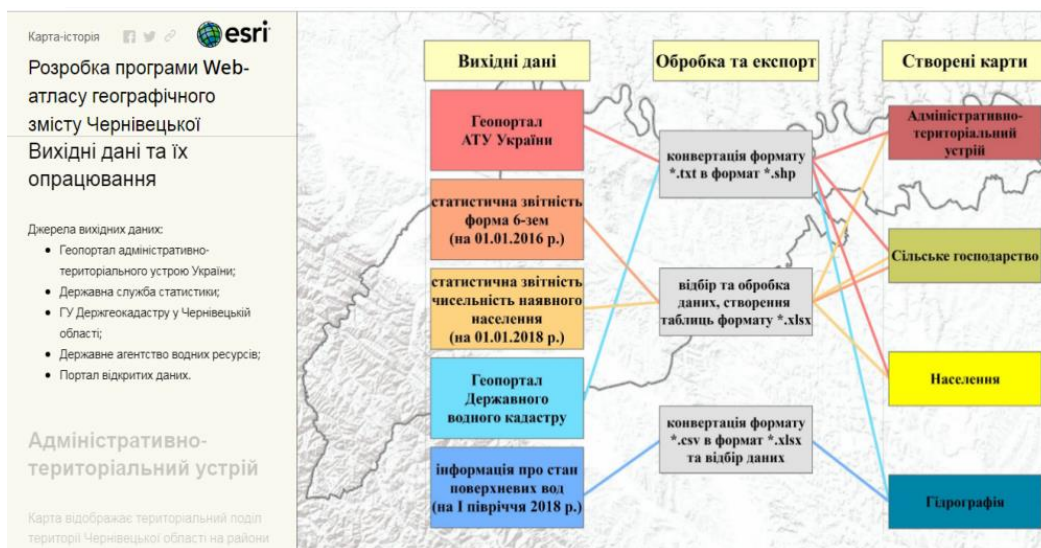 Карта-історія
esri
Розробка програми Web-
атласу географічного
змісту Чернівецької
Вихідні дані та їх
опрацювання
Джерела вихідних даних:
Геопортал адміністративно-
територіального устрою України;
Державна служба статистики;
ГУ Держгеокадастру у Чернівецькій
області;
Державне агентство водних ресурсів;
Портал відкритих даних.
Адміністративно-
територіальний устрій
Карта відображає територіальний поділ
території Чернівецької області на райони
Вихідні дані
Геопортал
АТУ України
статистична звітність
форма 6-зем
(на 01.01.2016 р.)
статистична звітність
чисельність наявного
населення
(на 01.01.2018 р.)
Геопортал
Державного
водного кадастру
інформація про стан
поверхневих вод
(на І півріччя 2018 р.)
Обробка та експорт
конвертація формату
*.txt в формат *.shp
відбір та обробка
даних, створення
таблиць формату *.xlsx
конвертація формату
*.csv в формат *.xlsx
та відбір даних
Створені карти
Адміністративно-
територіальний
устрій
Сільське господарство
Населення
Гідрографія